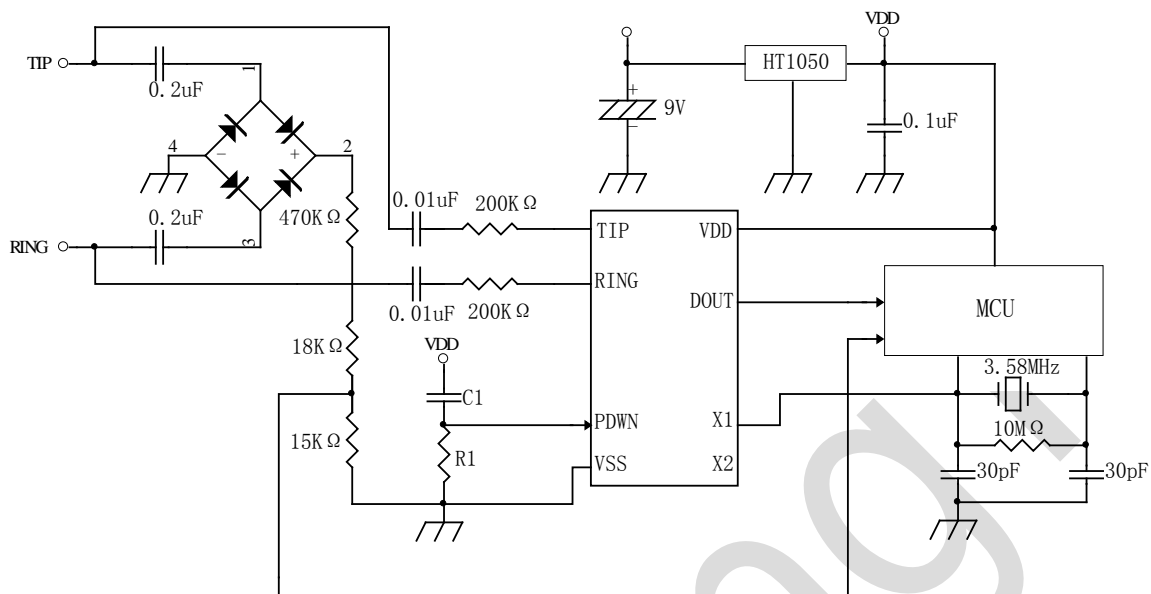 VDD
TIP
0.2uF
1
HT1050
+
9V
−
0.1uF
4
−
+
2
0.2uF
3
RING
470KΩ
0.01uF
200KΩ
TIP
VDD
RING
0.01uF
200KΩ
DOUT
MCU
18KΩ
VDD
C1
3.58MHz
15KΩ
R1
PDWN
X1
10MΩ
VSS
X2
30pF
30pF